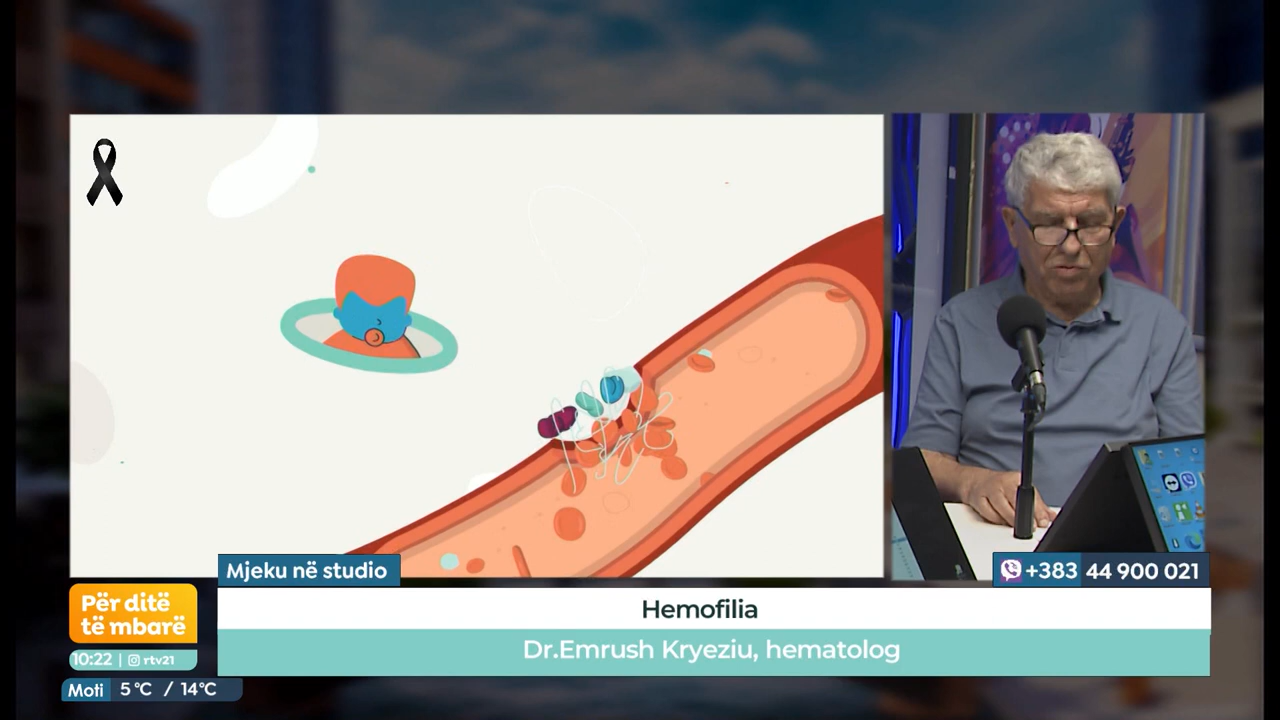 Mjeku në studio
+383 44 900 021
Për ditë
të mbarë
Hemofilia
Dr.Emrush Kryeziu, hematolog
10:22 | rtv21
Moti 5°C / 14°C